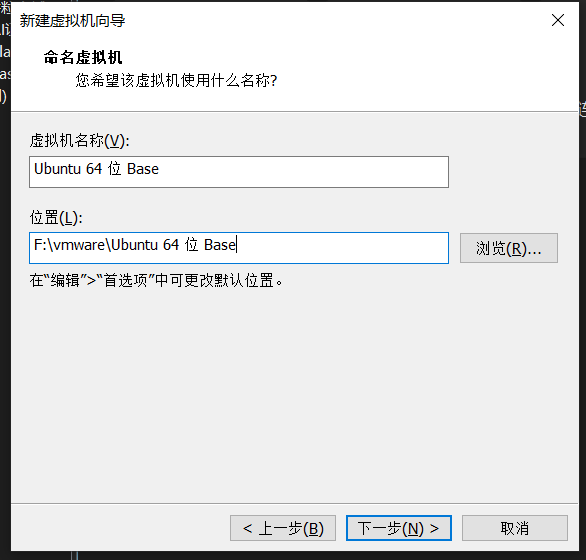 新建虚拟机向导
命名虚拟机
您希望该虚拟机使用什么名称?
虚拟机名称(V):
Ubuntu 64 位 Base
位置(L):
F:\vmware\Ubuntu 64 位 Base
浏览(R)...
在“编辑”>“首选项”中可更改默认位置。
< 上一步(B)
下一步(N) >
取消